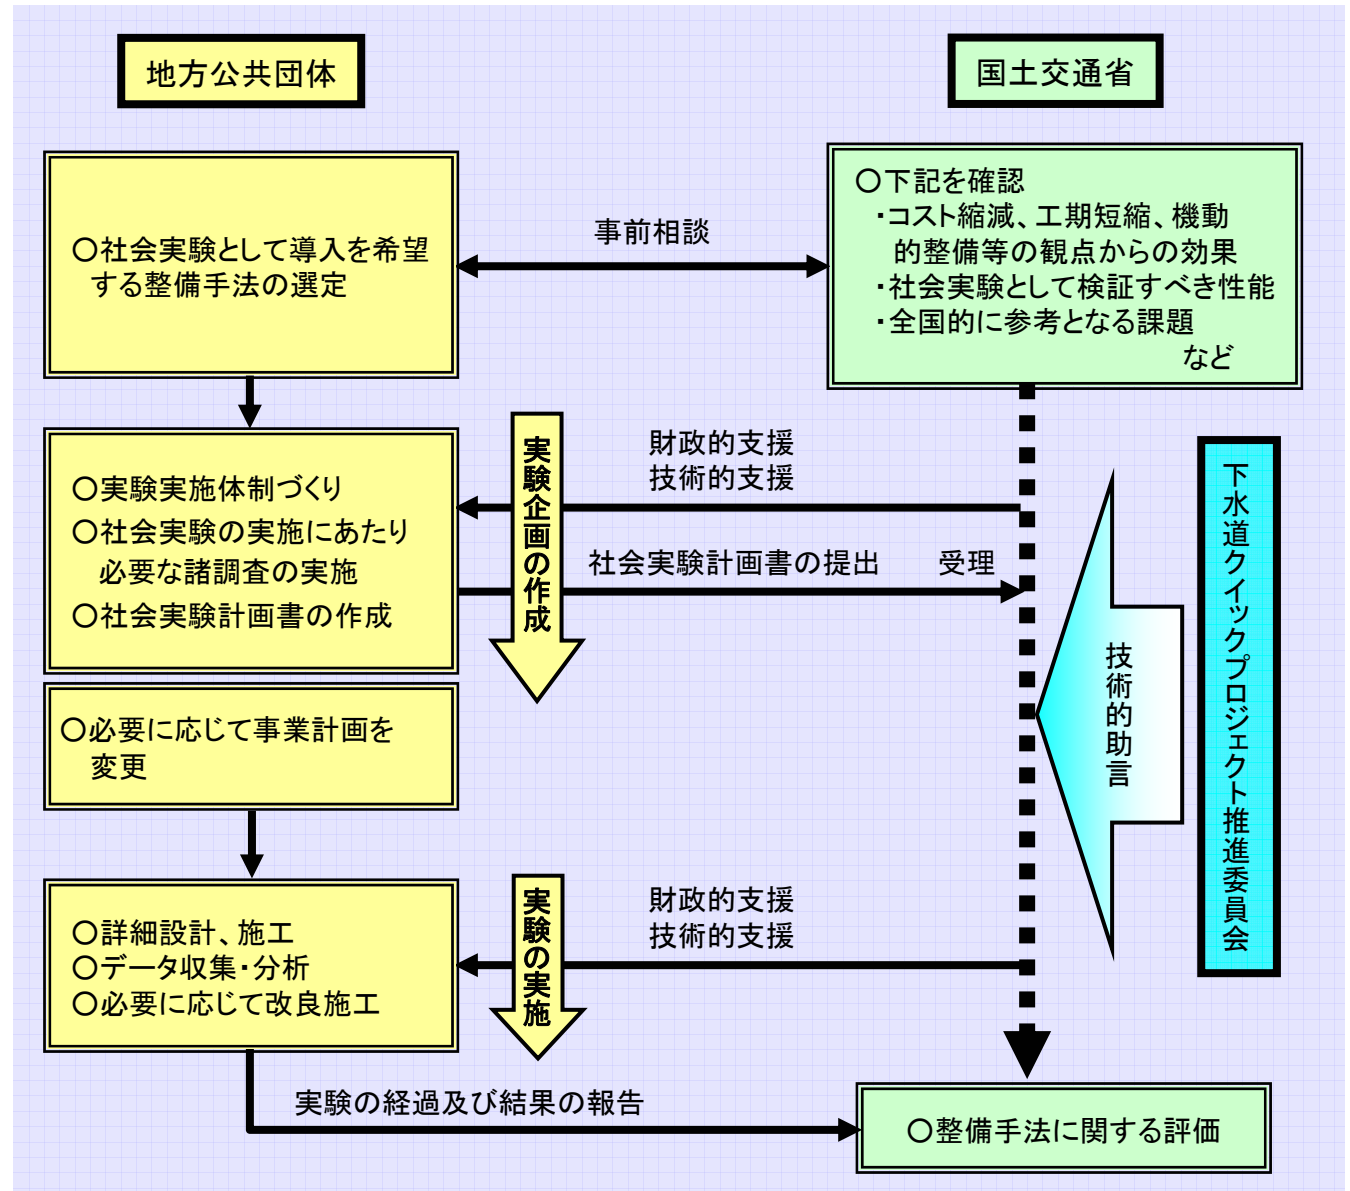 地方公共団体
国土交通省
〇社会実験として導入を希望
する整備手法の選定
事前相談
〇下記を確認
・コスト縮減、工期短縮、機動
的整備等の観点からの効果
・社会実験として検証すべき性能
・全国的に参考となる課題
など
〇実験実施体制づくり
〇社会実験の実施にあたり
必要な諸調査の実施
〇社会実験計画書の作成
実験企画の作成
財政的支援
技術的支援
社会実験計画書の提出 受理
技術的助言
下水道クイックプロジェクト推進委員会
〇必要に応じて事業計画を
変更
〇詳細設計、施工
〇データ収集・分析
〇必要に応じて改良施工
実験の実施
財政的支援
技術的支援
実験の経過及び結果の報告
〇整備手法に関する評価